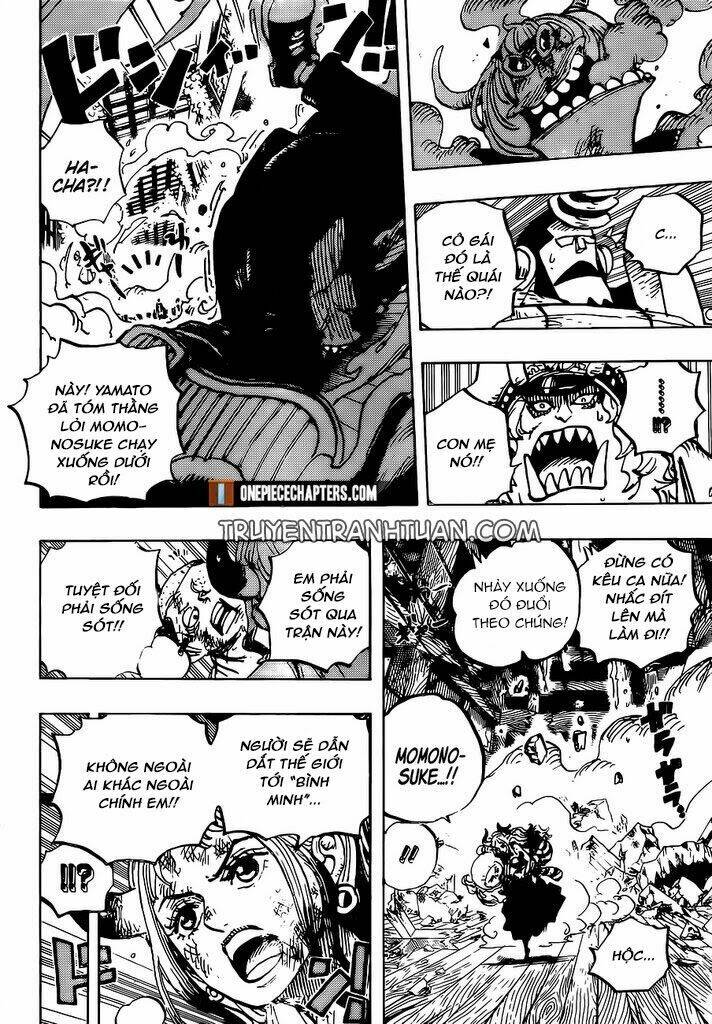 ドドドン
C...
CÔ GÁI
ĐÓ LÀ
THỂ QUÁI
NÀO?!
HA-
CHA?!!
........!!?
CON MẸ
NÓ!!
NÀY! YAMATO
ĐÃ TÓM THẰNG
LỎI MOMO-
NOSUKE CHẠY
XUỐNG DƯỚI
RỒI!
ONEPIECECHAPTERS.COM
TRUYENTRANHTUAN.COM
ĐỪNG CÓ
KÊU CA NỮA!
NHẤC ĐÍT
LÊN MÀ
LÀM ĐI!!
NHẢY XUỐNG
ĐÓ ĐUỔI
THEO CHÚNG!
EM PHẢI
SỐNG
SÓT QUA
TRẬN NÀY!
TUYỆT ĐỐI
PHẢI SỐNG
SÓT!!
MOMONO-
SUKE...!!
!!
HỘC...
NGƯỜI SẼ DẪN
DẮT THẾ GIỚI
TỚI "BÌNH
MINH"...
KHÔNG NGOÀI
AI KHÁC NGOÀI
CHÍNH EM!!
!!?